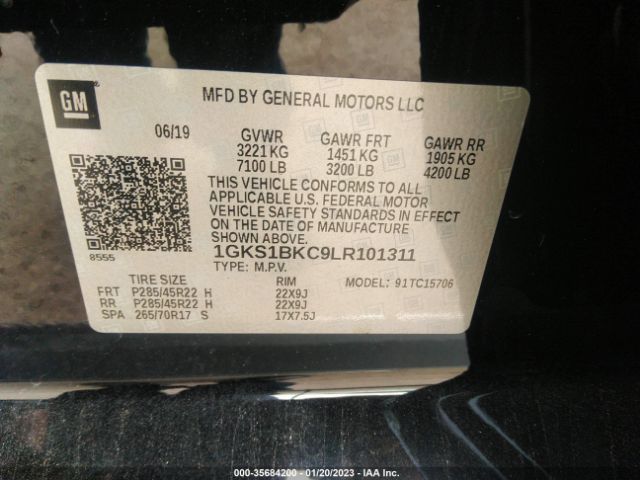 GM
MFD BY GENERAL MOTORS LLC
06/19 GVWR GAWR FRT GAWR RR
3221 KG 1451 KG 1905 KG
7100 LB 3200 LB 4200 LB
THIS VEHICLE CONFORMS TO ALL
APPLICABLE U.S. FEDERAL MOTOR
VEHICLE SAFETY STANDARDS IN EFFECT
ON THE DATE OF MANUFACTURE
SHOWN ABOVE.
8555
1GKS1BKC9LR101311
TYPE: M.P.V. MODEL: 91TC15706
TIRE SIZE RIM
FRT P285/45R22 H 22X9J
RR P285/45R22 H 22X9J
SPA 265/70R17 S 17X7.5J
000-35684200 - 01/20/2023 - IAA Inc.